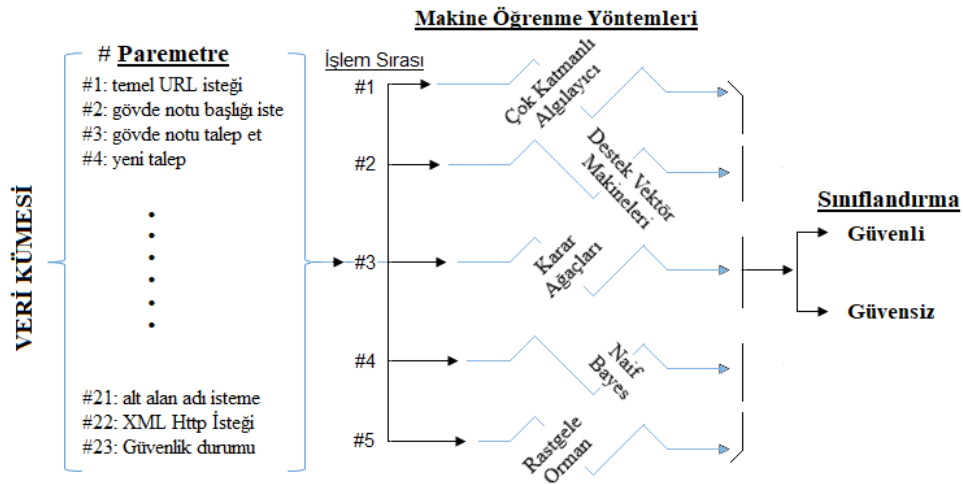 Makine Öğrenme Yöntemleri
VERİ KÜMESİ
# Paremetre
#1: temel URL isteği
#2: gövde notu başlığı iste
#3: gövde notu talep et
#4: yeni talep
#21: alt alan adı isteme
#22: XML Http İsteği
#23: Güvenlik durumu
İşlem Sırası
#1
Çok Katmanlı
Algılayıcı
#2
Destek Vektör
Makineleri
#3
Karar
Ağaçları
#4
Naif
Bayes
#5
Rastgele
Orman
Sınıflandırma
Güvenli
Güvensiz